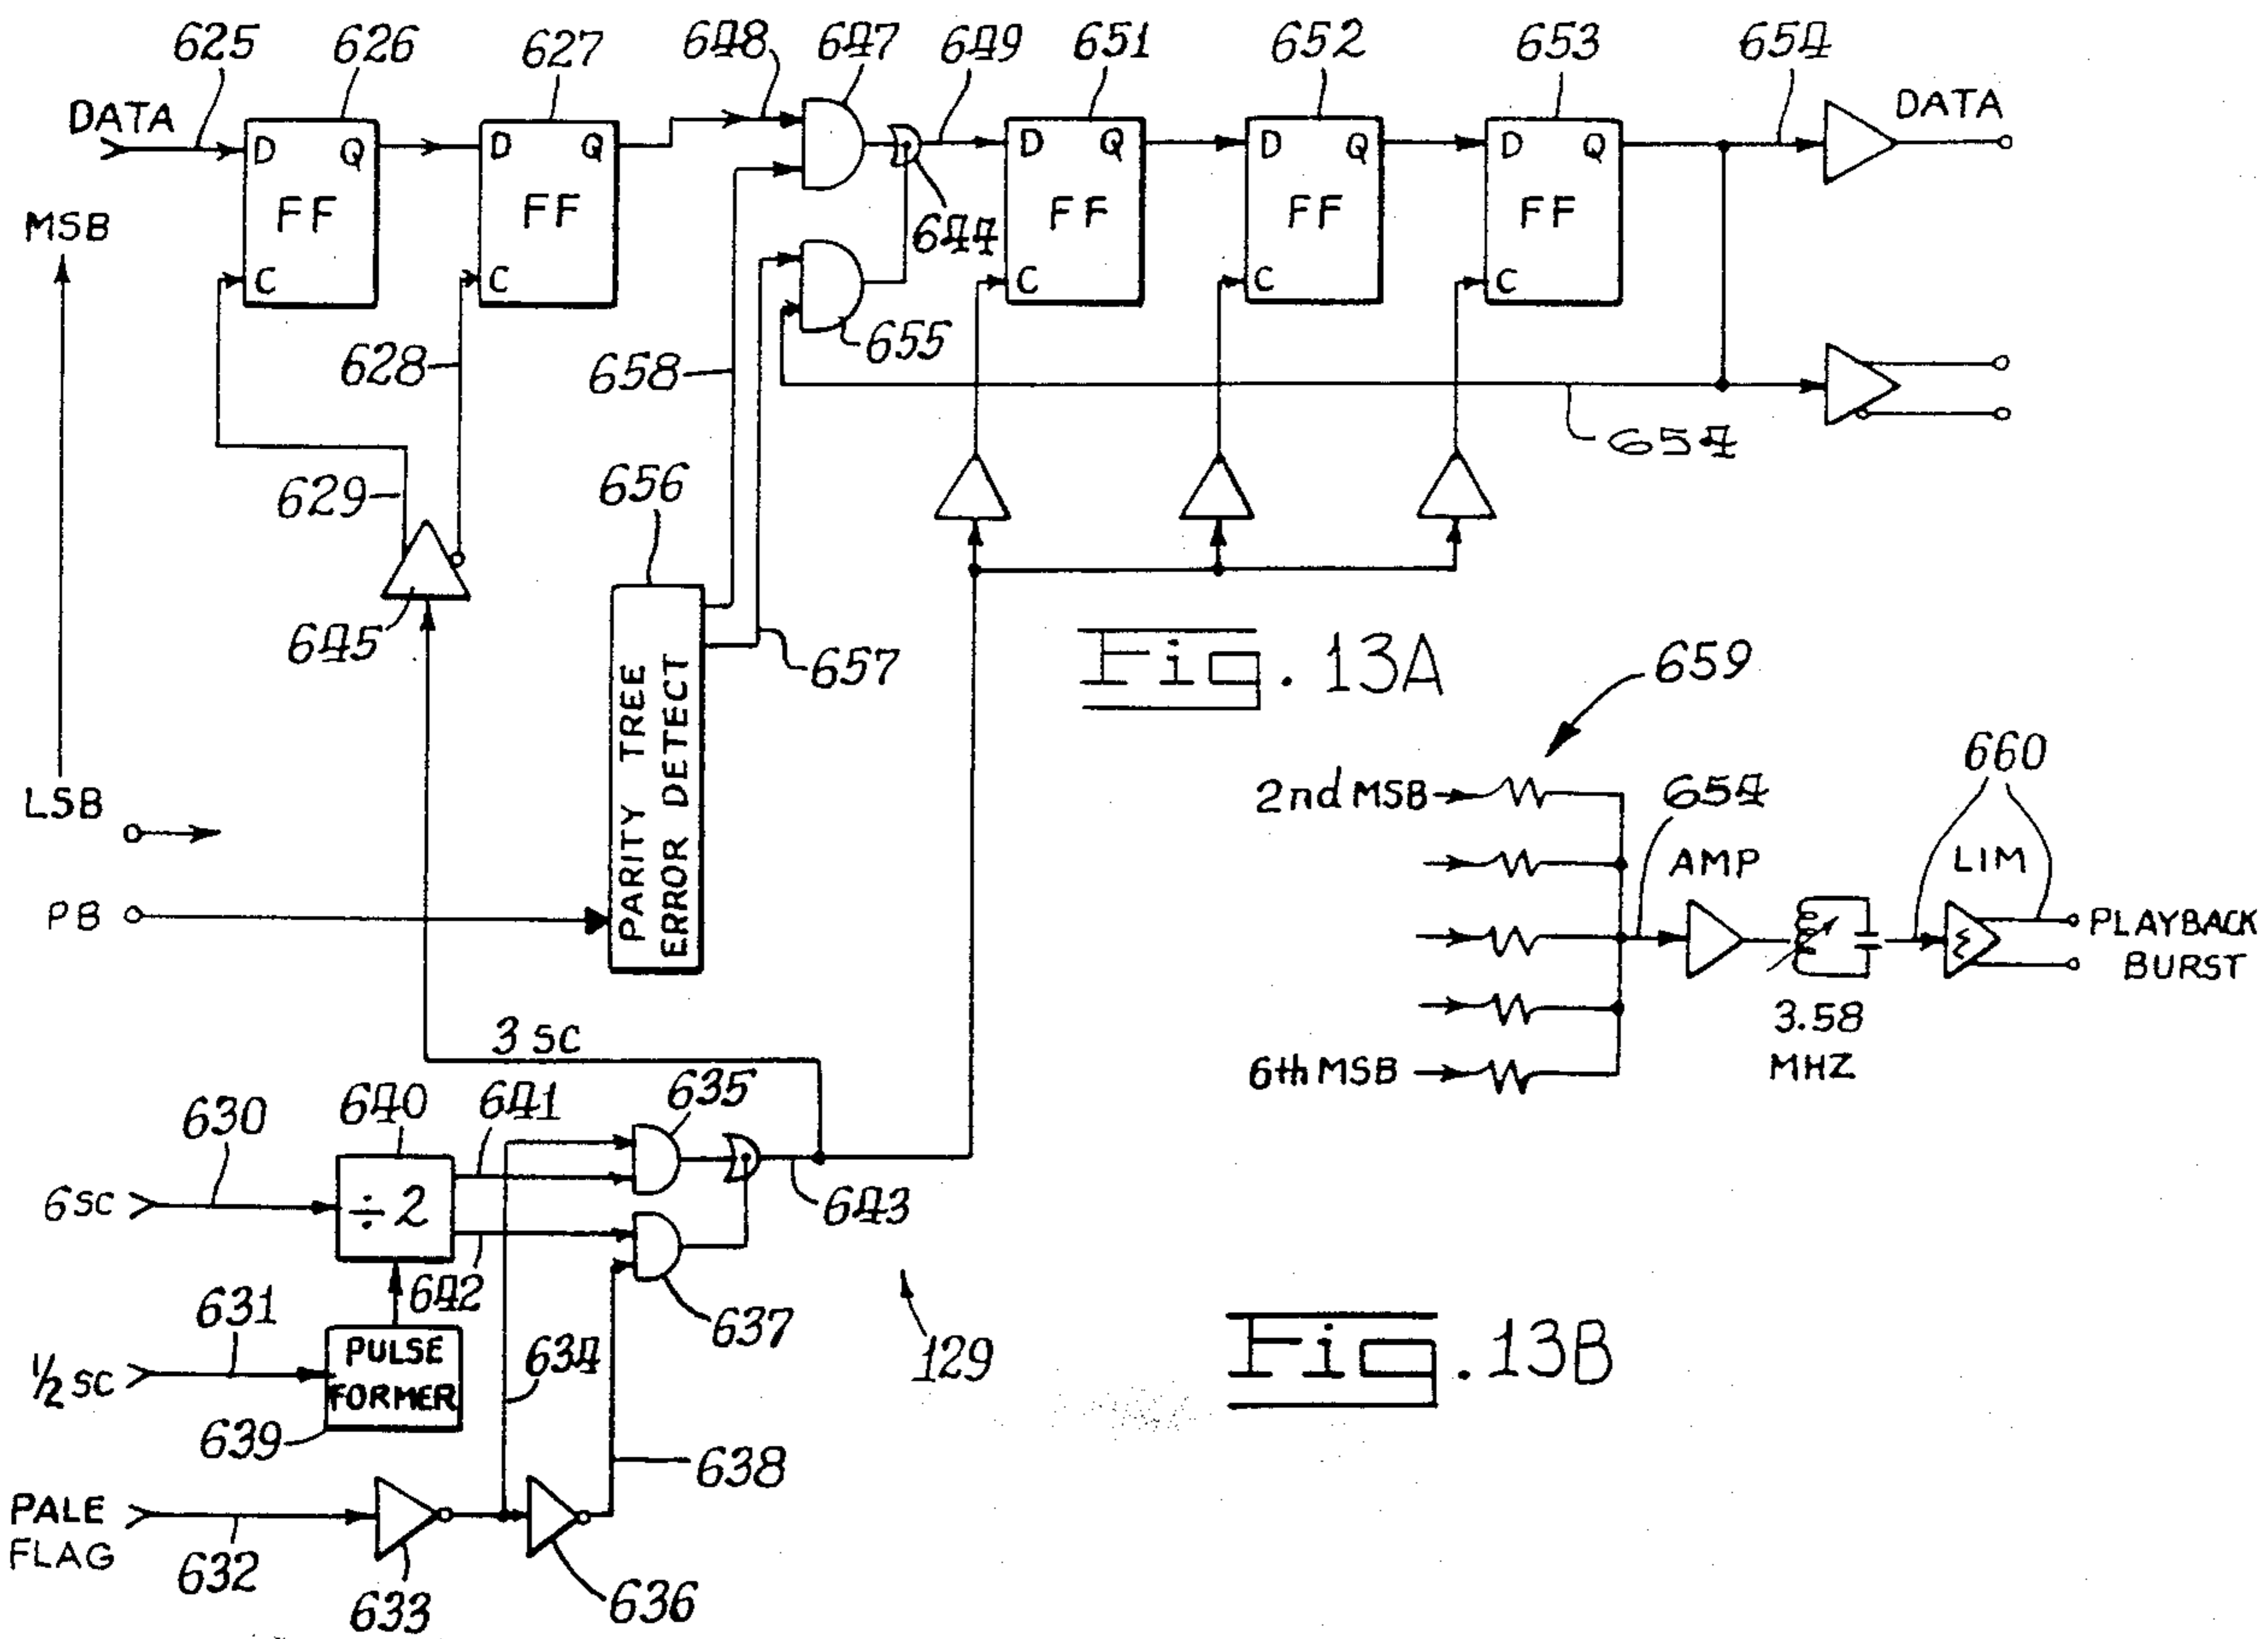 625 626 627 648 647 649 651 652 653 654
DATA D Q D Q D Q D Q D Q DATA
FF FF FF FF FF
MSB 644
C C C C C
628 658 655
654
629 656
645 657
PARITY TREE
ERROR DETECT
Fig. 13A
659
LSB 2nd MSB 654 660
AMP LIM
PB PLAYBACK
BURST
3 SC 3.58
MHZ
6th MSB
630 640 641 635
6 SC ÷ 2 643
631 642 637
1/2 SC PULSE
FORMER
634 129 Fig. 13B
639 638
PALE
FLAG
632 633 636